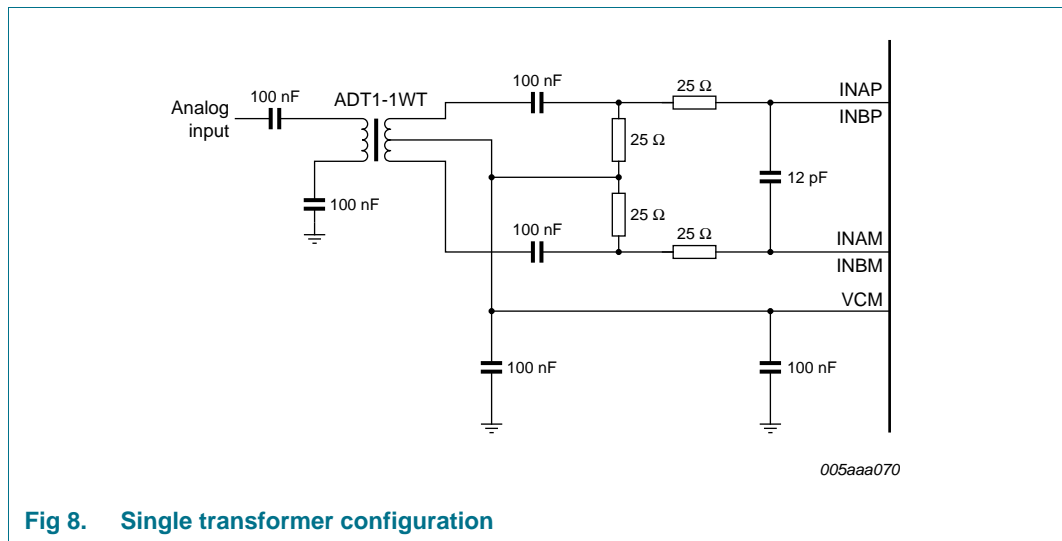 100 nF
25 Ω
ADT1-1WT
INAP
100 nF
Analog
input
INBP
25 Ω
12 pF
100 nF
25 Ω
100 nF
25 Ω
INAM
INBM
VCM
100 nF
100 nF
005aaa070
Fig 8. Single transformer configuration